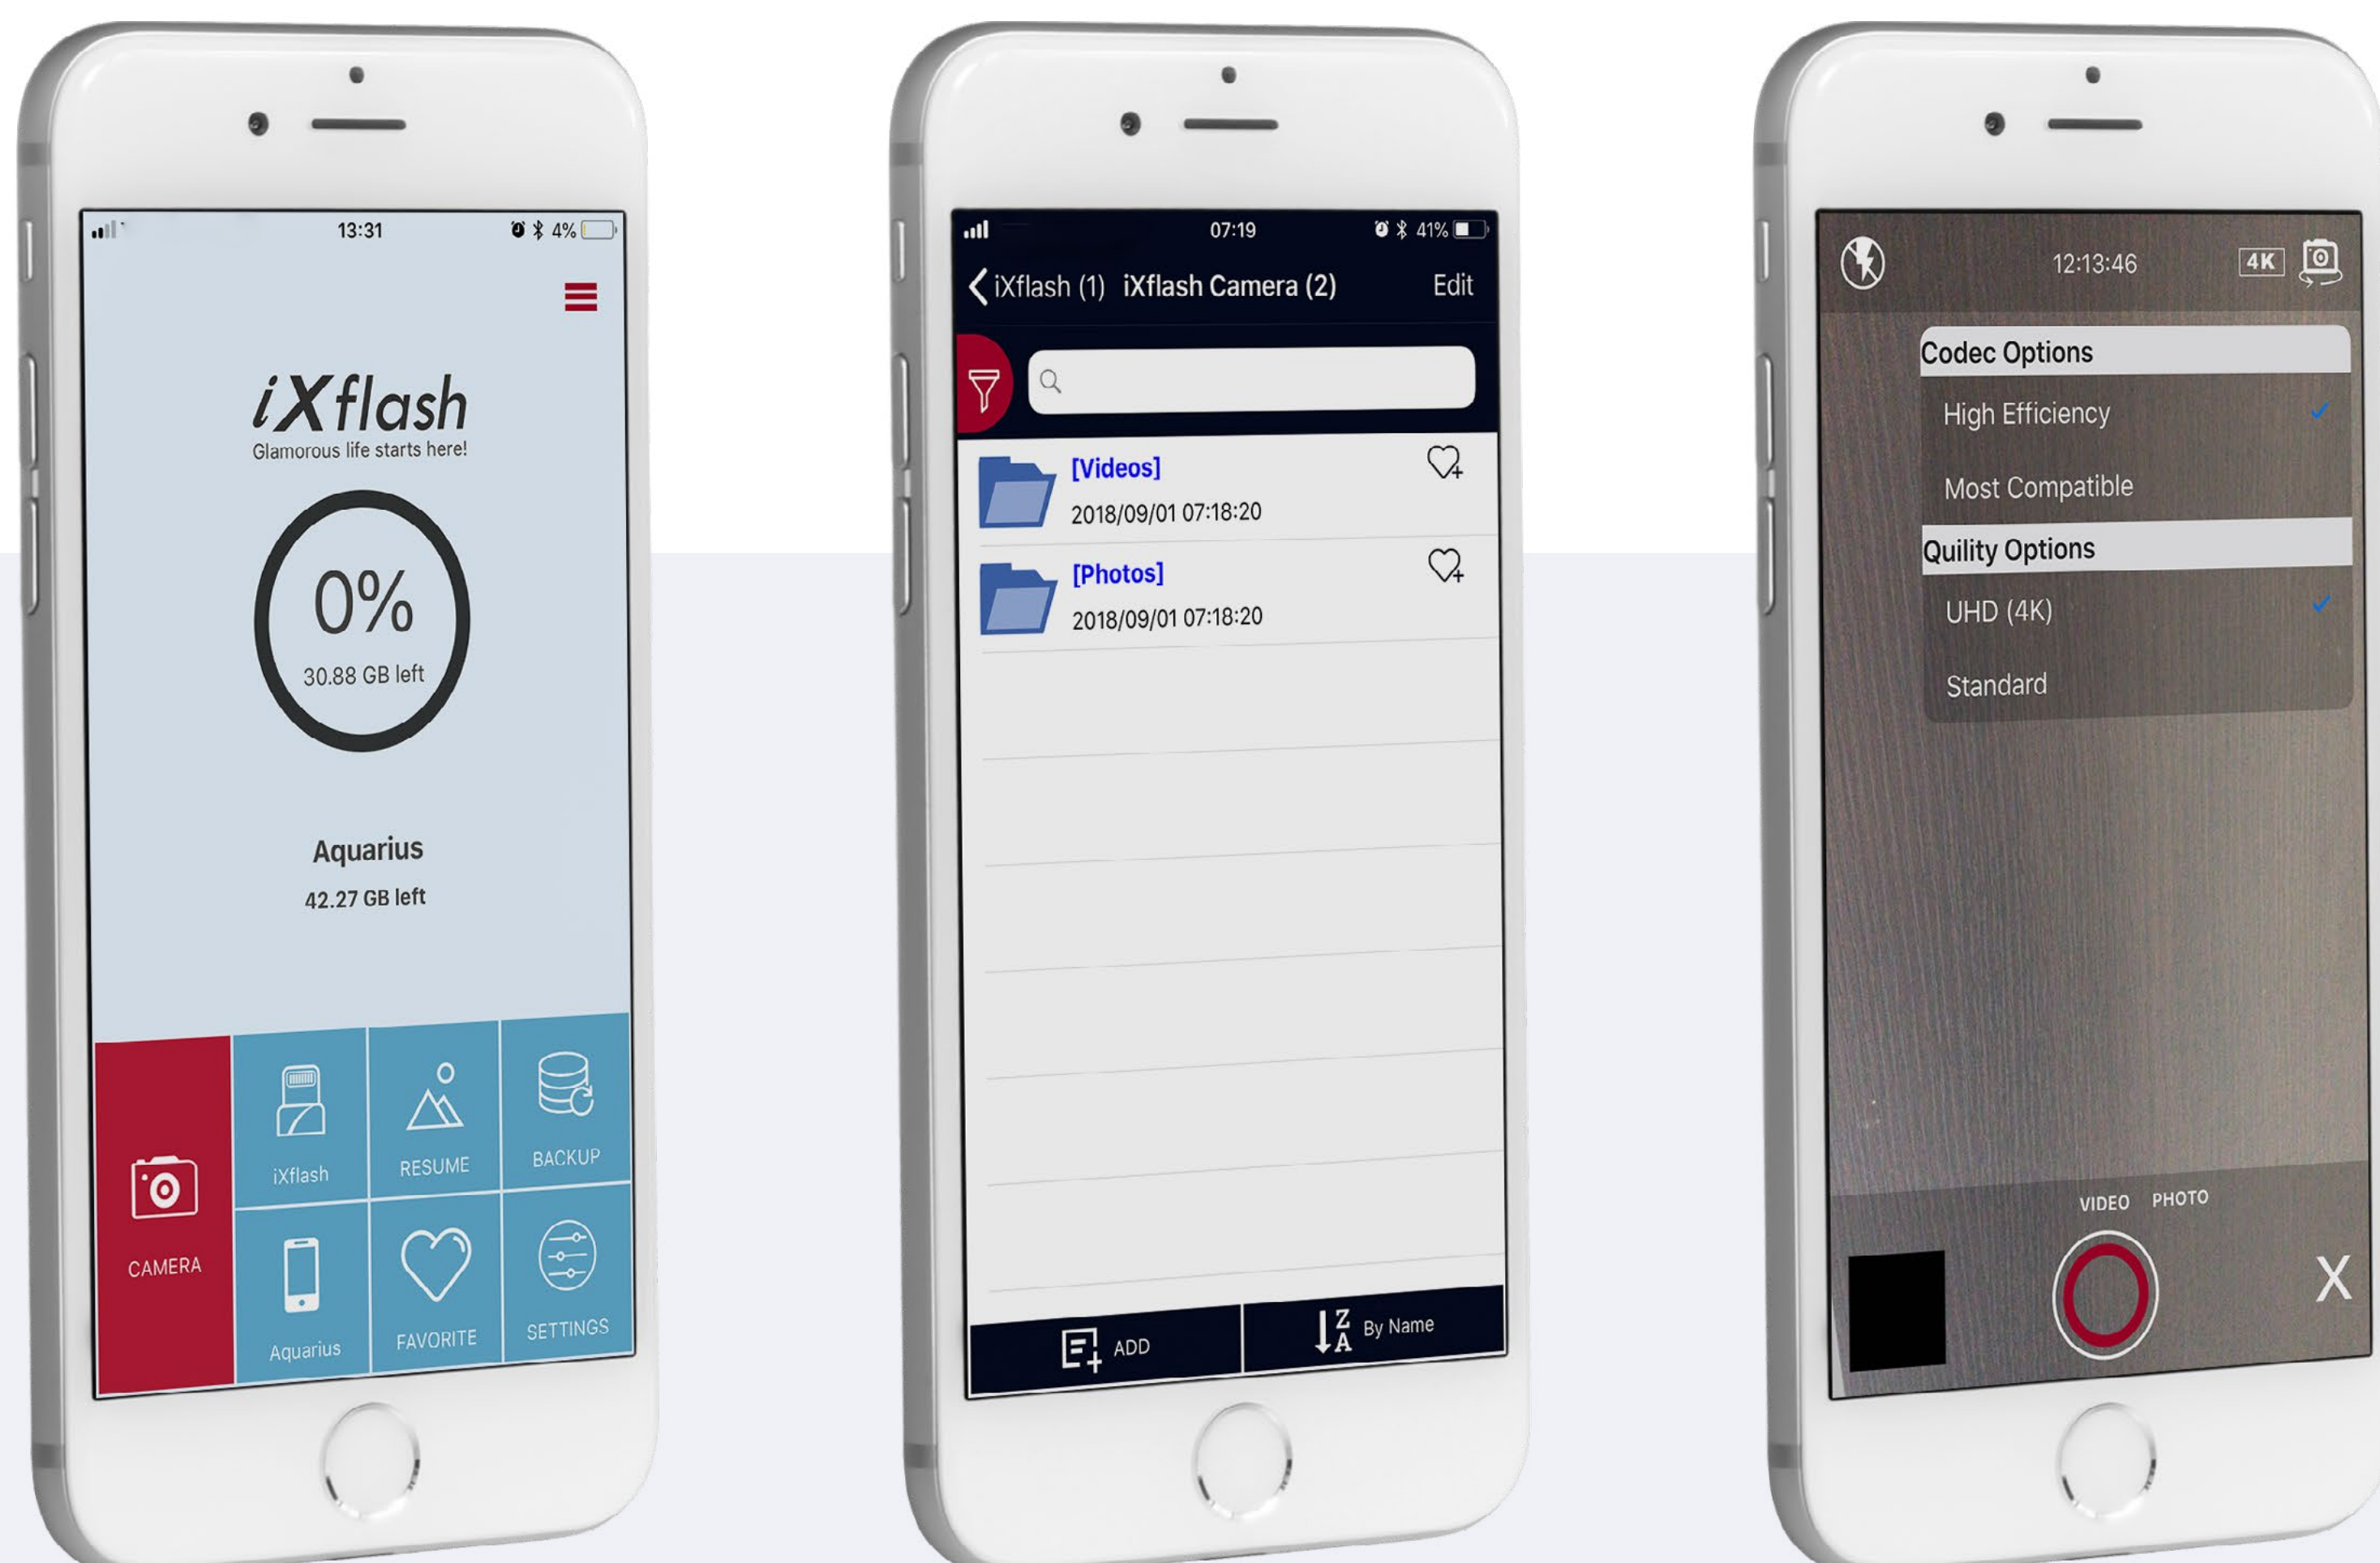 13:31
4%
iXflash
Glamorous life starts here!
0%
30.88 GB left
Aquarius
42.27 GB left
CAMERA
iXflash
RESUME
BACKUP
Aquarius
FAVORITE
SETTINGS
07:19
41%
iXflash (1) iXflash Camera (2) Edit
[Videos]
2018/09/01 07:18:20
[Photos]
2018/09/01 07:18:20
ADD
Z
A
By Name
12:13:46
4K
Codec Options
High Efficiency
Most Compatible
Quility Options
UHD (4K)
Standard
VIDEO PHOTO
X